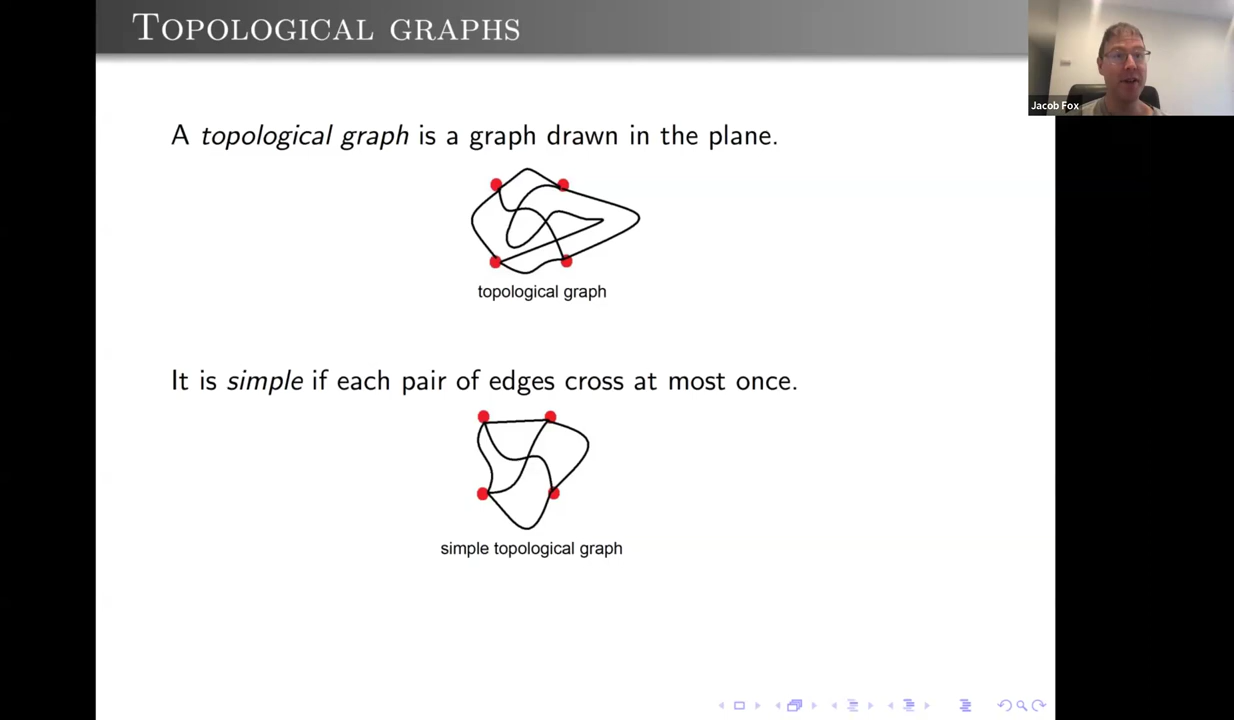 TOPOLOGICAL GRAPHS
Jacob Fox
A topological graph is a graph drawn in the plane.
topological graph
It is simple if each pair of edges cross at most once.
simple topological graph